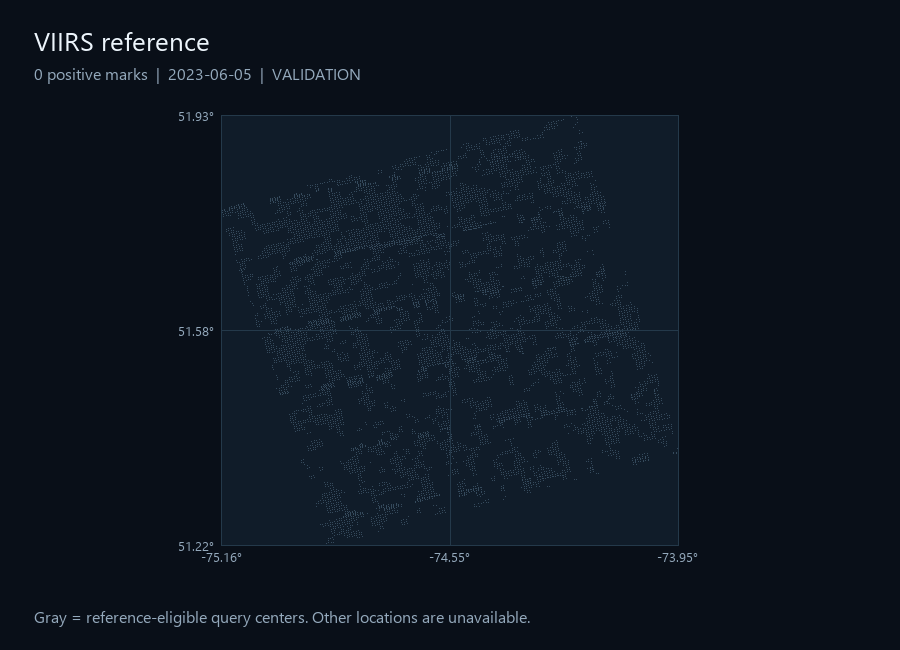 VIIRS reference
0 positive marks | 2023-06-05 | VALIDATION
51.93°
51.58°
51.22°
-75.16°
-74.55°
-73.95°
Gray = reference-eligible query centers. Other locations are unavailable.